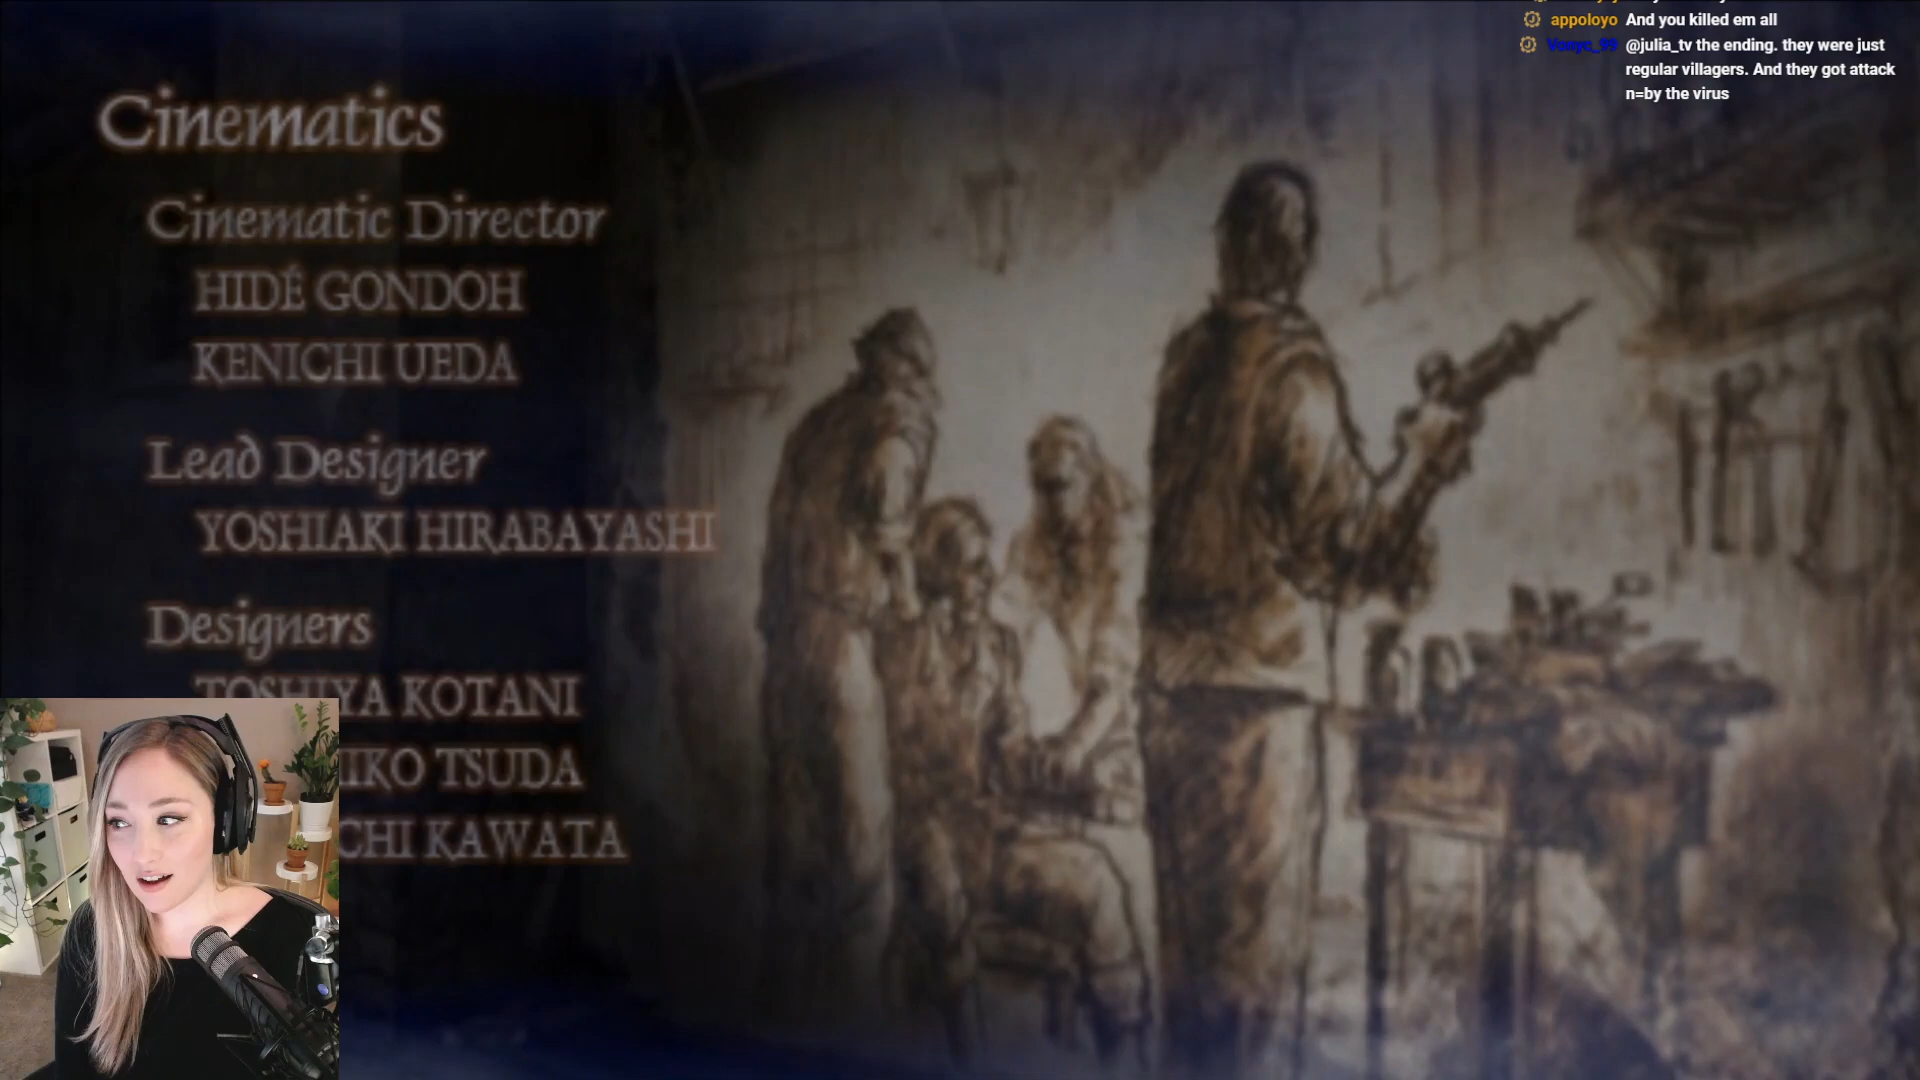 appoloyo And you killed em all
Vonyc_99 @julia_tv the ending. they were just
regular villagers. And they got attack
n=by the virus
Cinematics
Cinematic Director
HIDÉ GONDOH
KENICHI UEDA
Lead Designer
YOSHIAKI HIRABAYASHI
Designers
TOSHIYA KOTANI
IKO TSUDA
CHI KAWATA